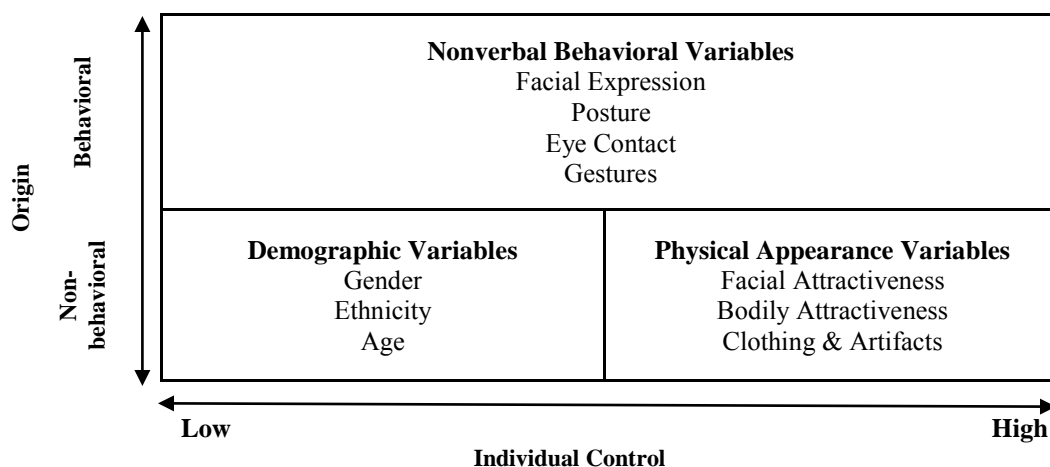 Origin
Behavioral
Nonverbal Behavioral Variables
Facial Expression
Posture
Eye Contact
Gestures
Non-
behavioral
Demographic Variables
Gender
Ethnicity
Age
Physical Appearance Variables
Facial Attractiveness
Bodily Attractiveness
Clothing & Artifacts
Low
High
Individual Control